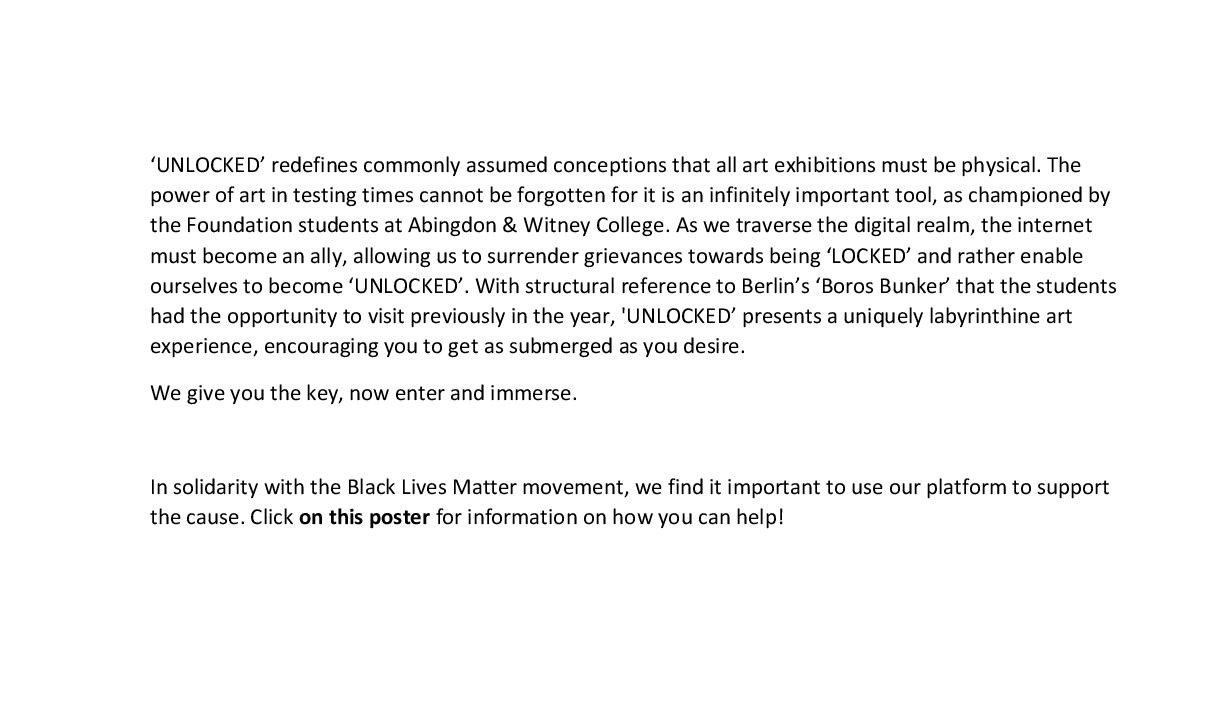 ‘UNLOCKED’ redefines commonly assumed conceptions that all art exhibitions must be physical. The
power of art in testing times cannot be forgotten for it is an infinitely important tool, as championed by
the Foundation students at Abingdon & Witney College. As we traverse the digital realm, the internet
must become an ally, allowing us to surrender grievances towards being ‘LOCKED’ and rather enable
ourselves to become ‘UNLOCKED’. With structural reference to Berlin’s ‘Boros Bunker’ that the students
had the opportunity to visit previously in the year, 'UNLOCKED’ presents a uniquely labyrinthine art
experience, encouraging you to get as submerged as you desire.
We give you the key, now enter and immerse.
In solidarity with the Black Lives Matter movement, we find it important to use our platform to support
the cause. Click on this poster for information on how you can help!